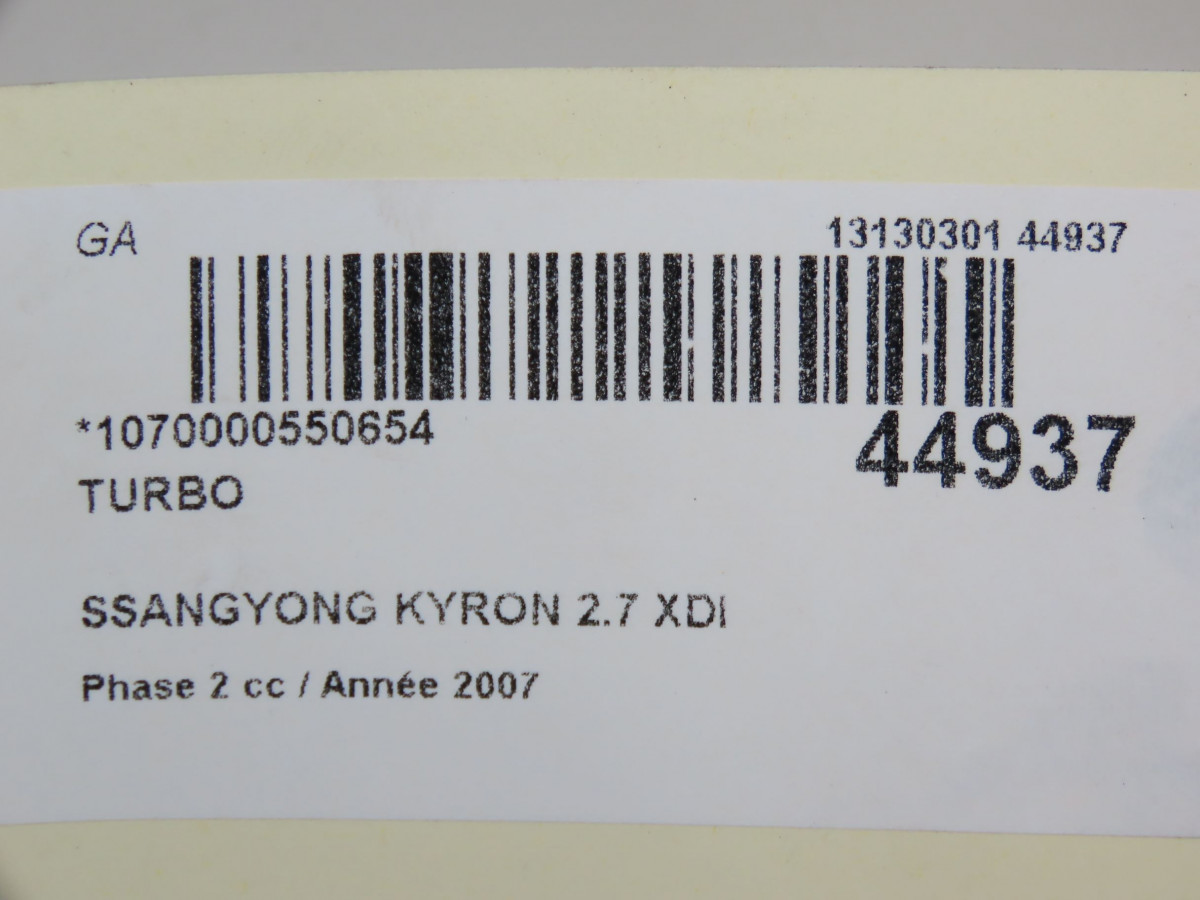 GA
13130301 44937
*1070000550654
44937
TURBO
SSANGYONG KYRON 2.7 XDI
Phase 2 cc / Année 2007